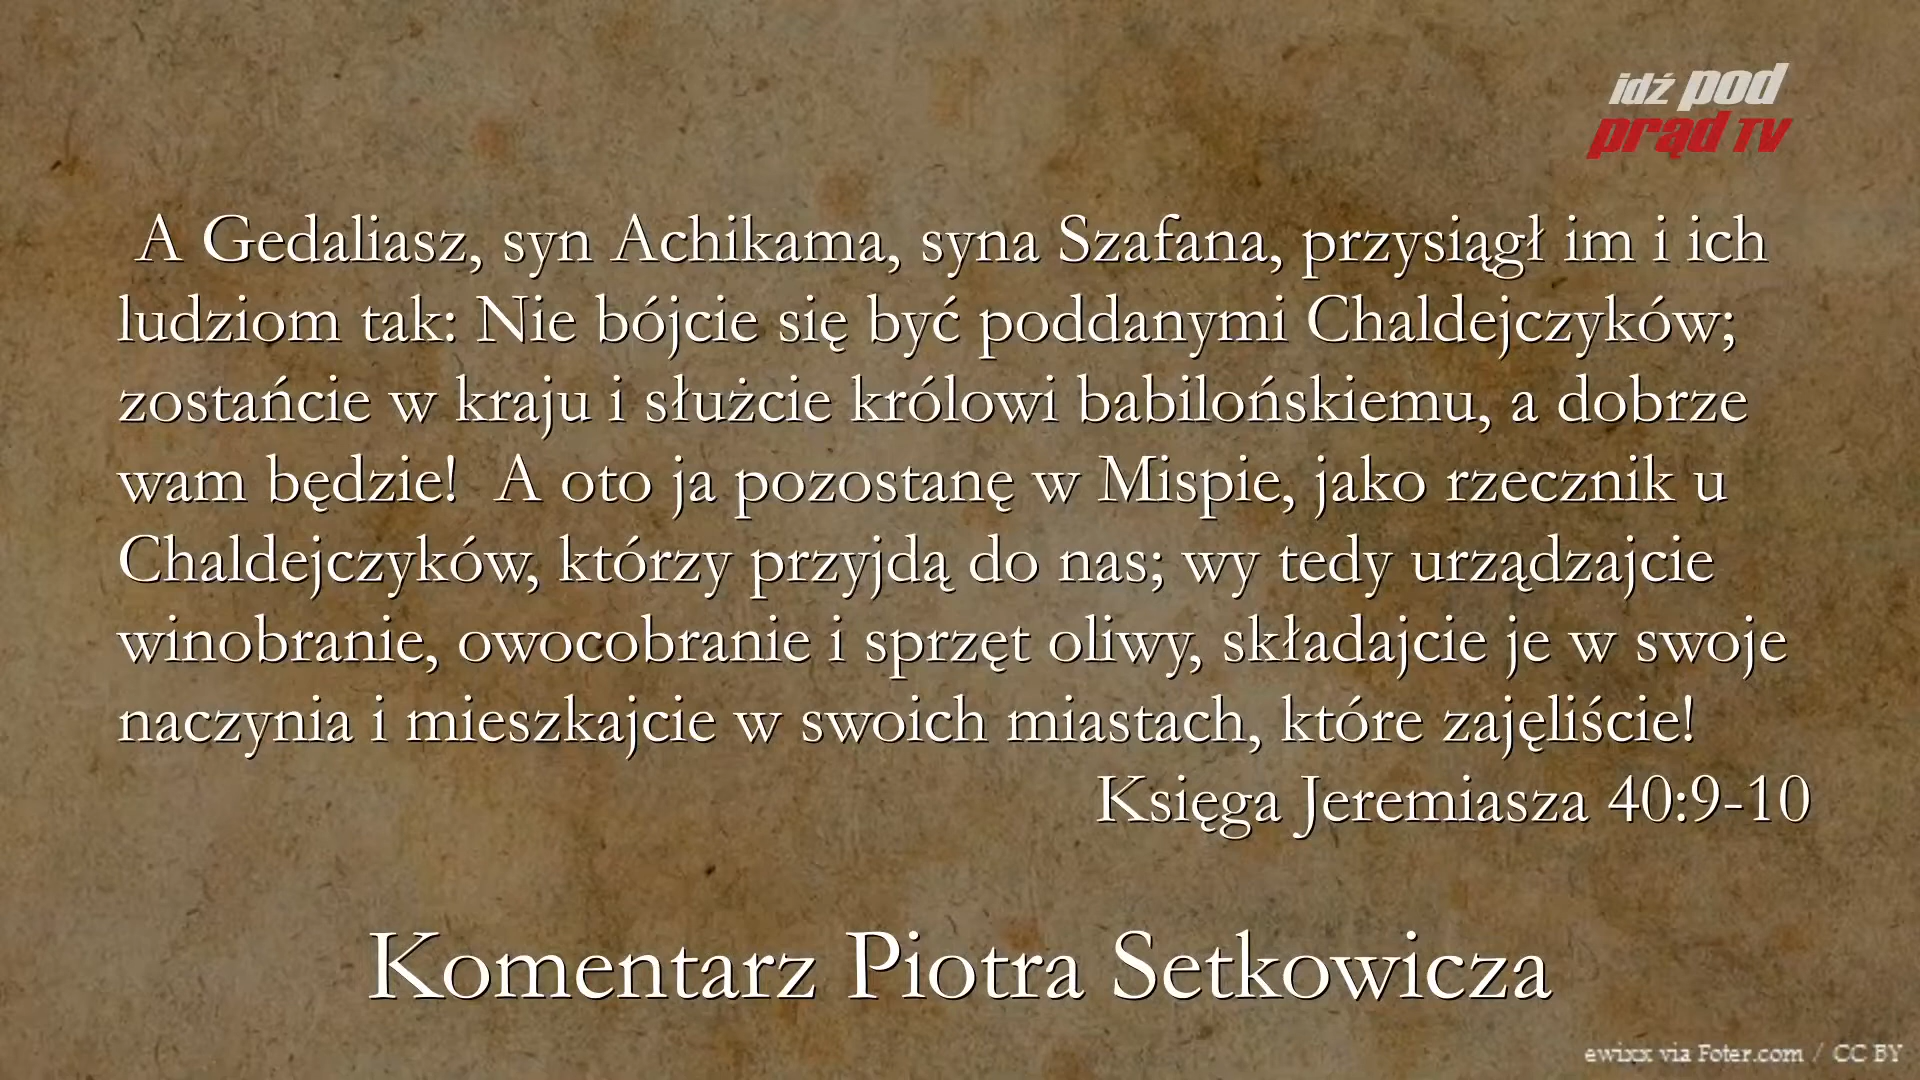 idź pod
prąd TV
A Gedaliasz, syn Achikama, syna Szafana, przysiągł im i ich
ludziom tak: Nie bójcie się być poddanymi Chaldejczyków;
zostańcie w kraju i służcie królowi babilońskiemu, a dobrze
wam będzie!  A oto ja pozostanę w Mispie, jako rzecznik u
Chaldejczyków, którzy przyjdą do nas; wy tedy urządzajcie
winobranie, owocobranie i sprzęt oliwy, składajcie je w swoje
naczynia i mieszkajcie w swoich miastach, które zajęliście!
Księga Jeremiasza 40:9-10
Komentarz Piotra Setkowicza
ewixx via Foter.com / CC BY